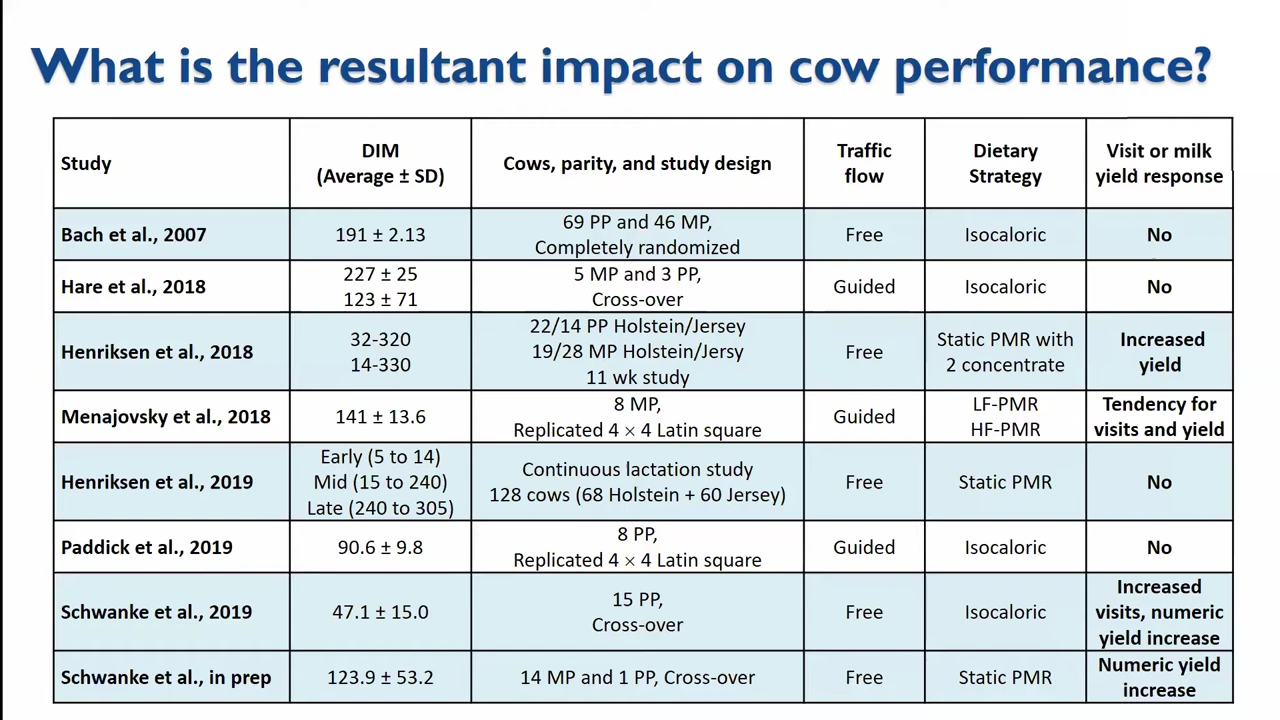 What is the resultant impact on cow performance?
Study
DIM
(Average ± SD)
Cows, parity, and study design
Traffic
flow
Dietary
Strategy
Visit or milk
yield response
Bach et al., 2007
191 ± 2.13
69 PP and 46 MP,
Completely randomized
Free
Isocaloric
No
Hare et al., 2018
227 ± 25
123 ± 71
5 MP and 3 PP,
Cross-over
Guided
Isocaloric
No
Henriksen et al., 2018
32-320
14-330
22/14 PP Holstein/Jersey
19/28 MP Holstein/Jersy
11 wk study
Free
Static PMR with
2 concentrate
Increased
yield
Menajovsky et al., 2018
141 ± 13.6
8 MP,
Replicated 4 × 4 Latin square
Guided
LF-PMR
HF-PMR
Tendency for
visits and yield
Henriksen et al., 2019
Early (5 to 14)
Mid (15 to 240)
Late (240 to 305)
Continuous lactation study
128 cows (68 Holstein + 60 Jersey)
Free
Static PMR
No
Paddick et al., 2019
90.6 ± 9.8
8 PP,
Replicated 4 × 4 Latin square
Guided
Isocaloric
No
Schwanke et al., 2019
47.1 ± 15.0
15 PP,
Cross-over
Free
Isocaloric
Increased
visits, numeric
yield increase
Schwanke et al., in prep
123.9 ± 53.2
14 MP and 1 PP, Cross-over
Free
Static PMR
Numeric yield
increase